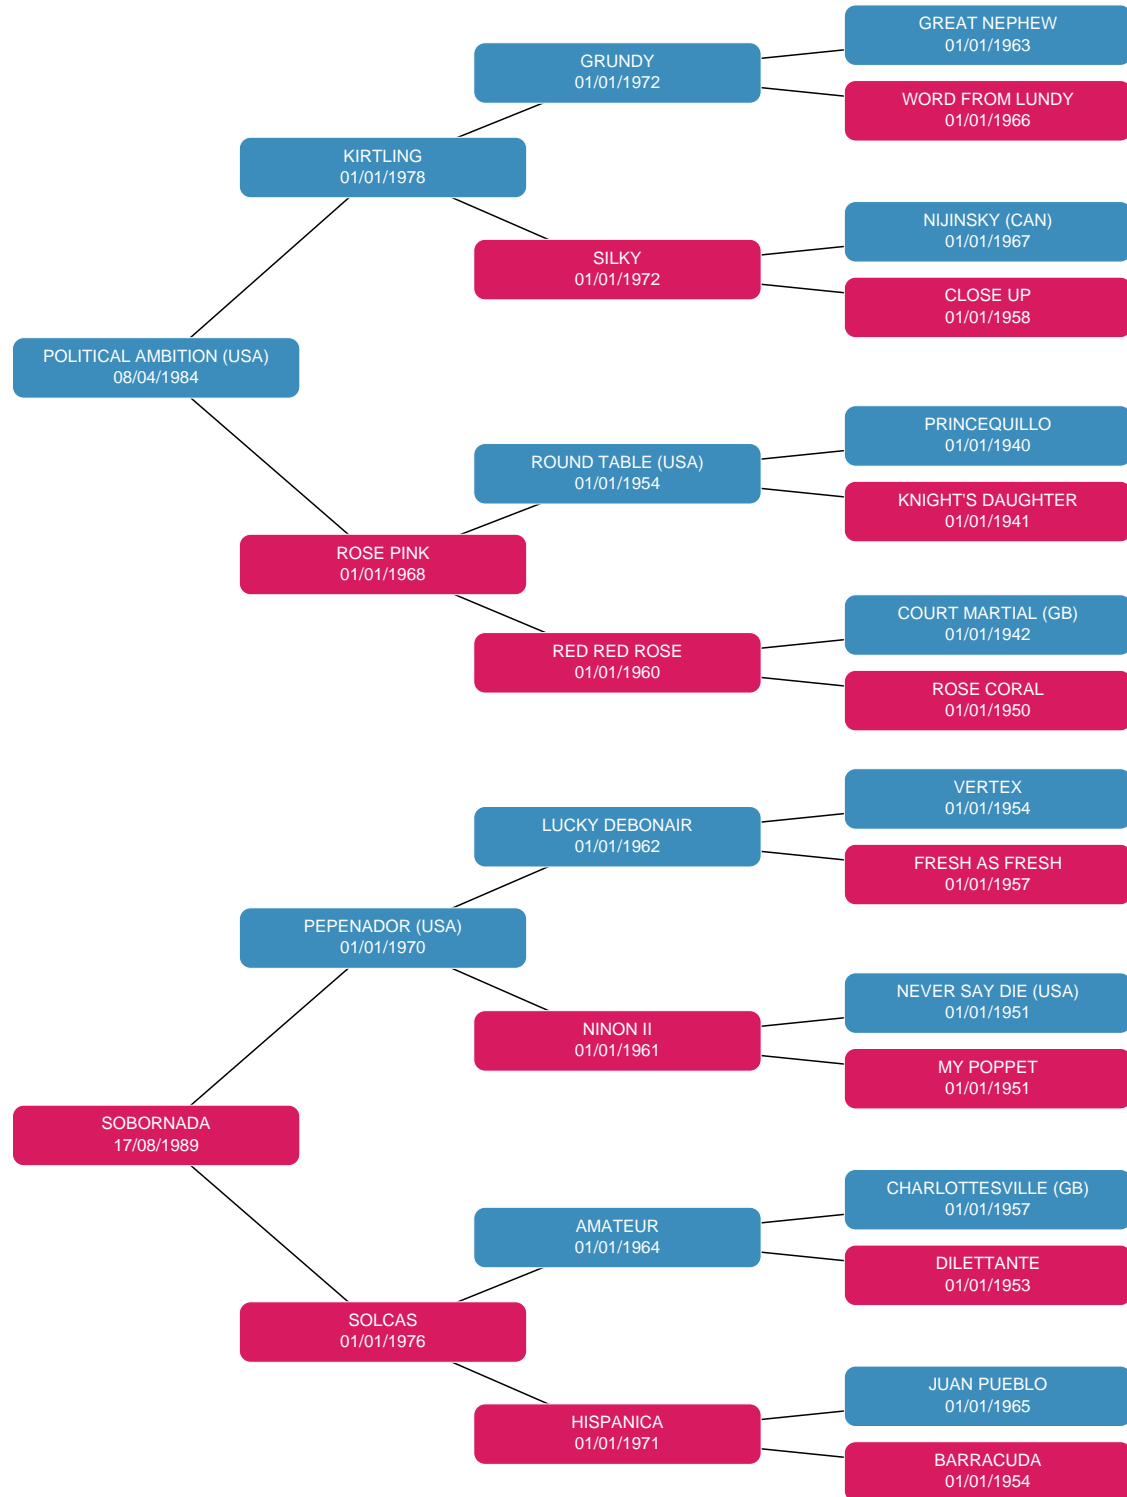 GREAT NEPHEW
01/01/1963
GRUNDY
01/01/1972
WORD FROM LUNDY
01/01/1966
KIRTLING
01/01/1978
NIJINSKY (CAN)
01/01/1967
SILKY
01/01/1972
CLOSE UP
01/01/1958
POLITICAL AMBITION (USA)
08/04/1984
PRINCEQUILLO
01/01/1940
ROUND TABLE (USA)
01/01/1954
KNIGHT'S DAUGHTER
01/01/1941
ROSE PINK
01/01/1968
COURT MARTIAL (GB)
01/01/1942
RED RED ROSE
01/01/1960
ROSE CORAL
01/01/1950
VERTEX
01/01/1954
LUCKY DEBONAIR
01/01/1962
FRESH AS FRESH
01/01/1957
PEPENADOR (USA)
01/01/1970
NEVER SAY DIE (USA)
01/01/1951
NINON II
01/01/1961
MY POPPET
01/01/1951
SOBORNADA
17/08/1989
CHARLOTTESVILLE (GB)
01/01/1957
AMATEUR
01/01/1964
DILETTANTE
01/01/1953
SOLCAS
01/01/1976
JUAN PUEBLO
01/01/1965
HISPANICA
01/01/1971
BARRACUDA
01/01/1954